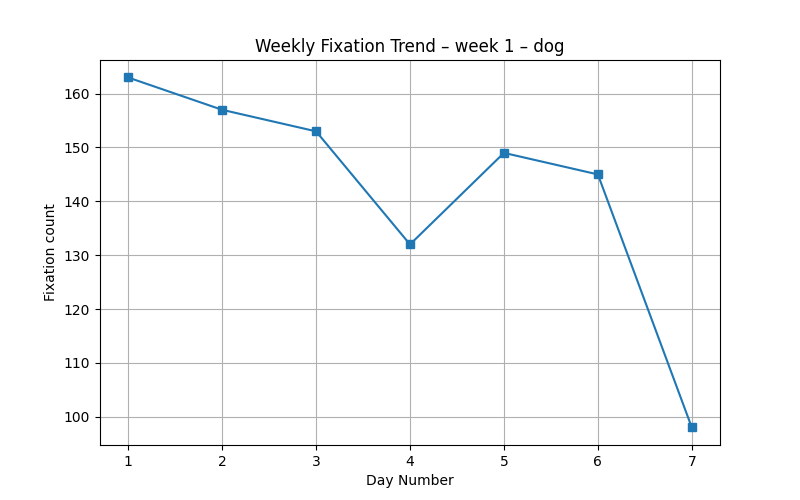 Weekly Fixation Trend – week 1 – dog
160
150
140
130
120
110
100
Fixation count
1 2 3 4 5 6 7
Day Number